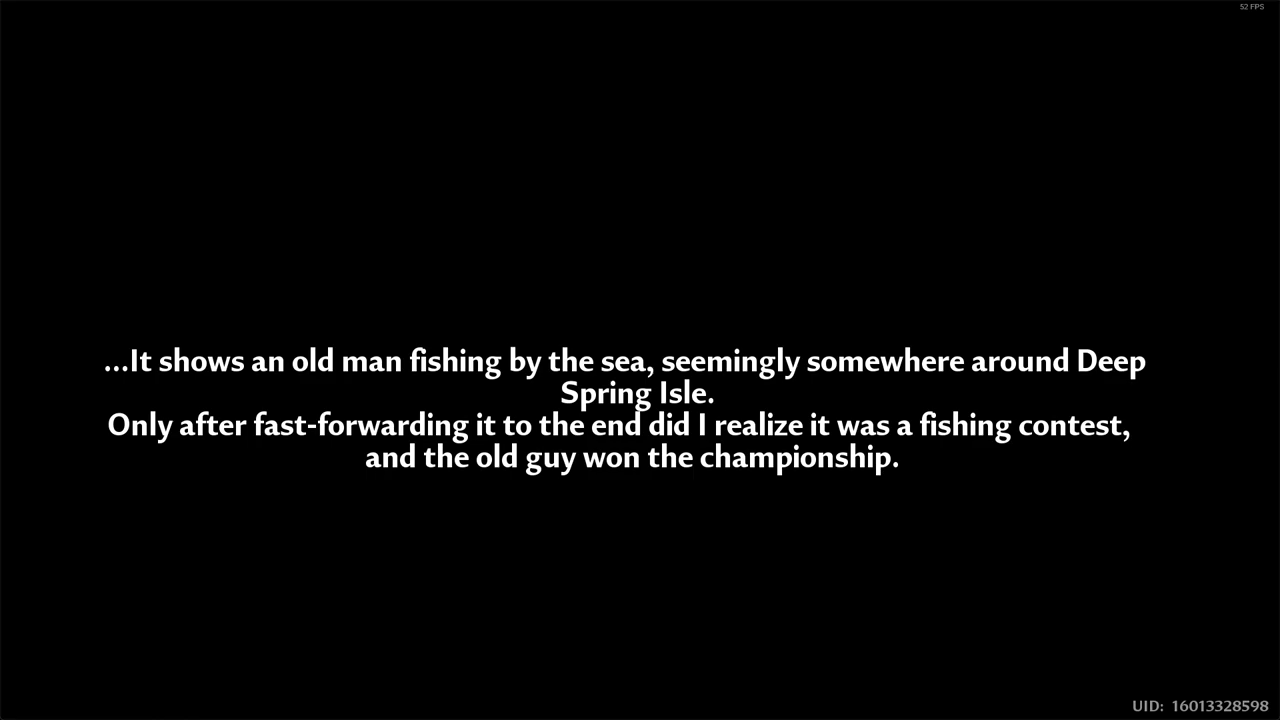 52 FPS
...It shows an old man fishing by the sea, seemingly somewhere around Deep
Spring Isle.
Only after fast-forwarding it to the end did I realize it was a fishing contest,
and the old guy won the championship.
UID: 16013328598